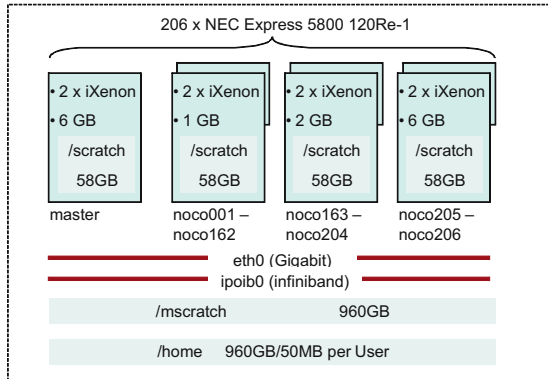 206 x NEC Express 5800 120Re-1
• 2 x iXenon
• 6 GB
/scratch
58GB
master
• 2 x iXenon
• 1 GB
/scratch
58GB
noco001 –
noco162
• 2 x iXenon
• 2 GB
/scratch
58GB
noco163 –
noco204
• 2 x iXenon
• 6 GB
/scratch
58GB
noco205 –
noco206
eth0 (Gigabit)
ipoib0 (infiniband)
/mscratch 960GB
/home 960GB/50MB per User